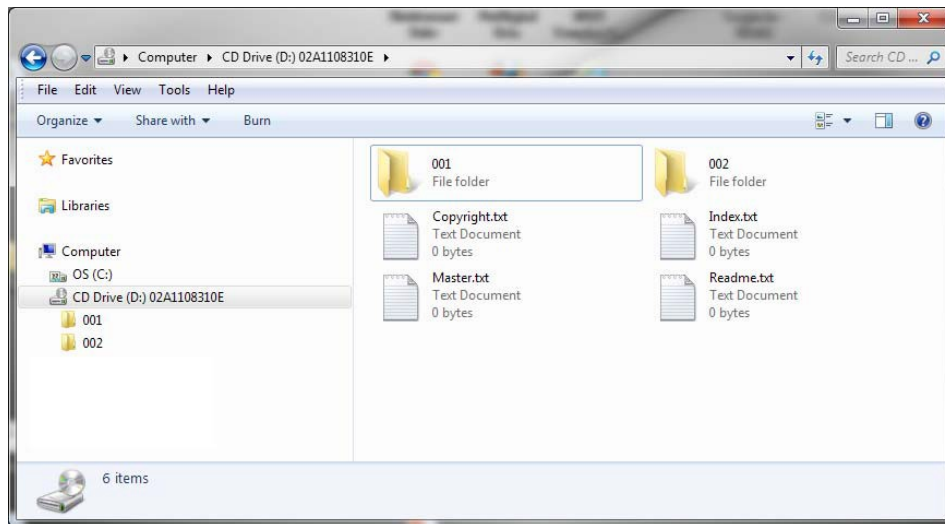 Computer ▸ CD Drive (D:) 02A1108310E ▸
Search CD ...
File Edit View Tools Help
Organize Share with Burn
Favorites
Libraries
Computer
OS (C:)
CD Drive (D:) 02A1108310E
001
002
001
File folder
002
File folder
Copyright.txt
Text Document
0 bytes
Index.txt
Text Document
0 bytes
Master.txt
Text Document
0 bytes
Readme.txt
Text Document
0 bytes
6 items